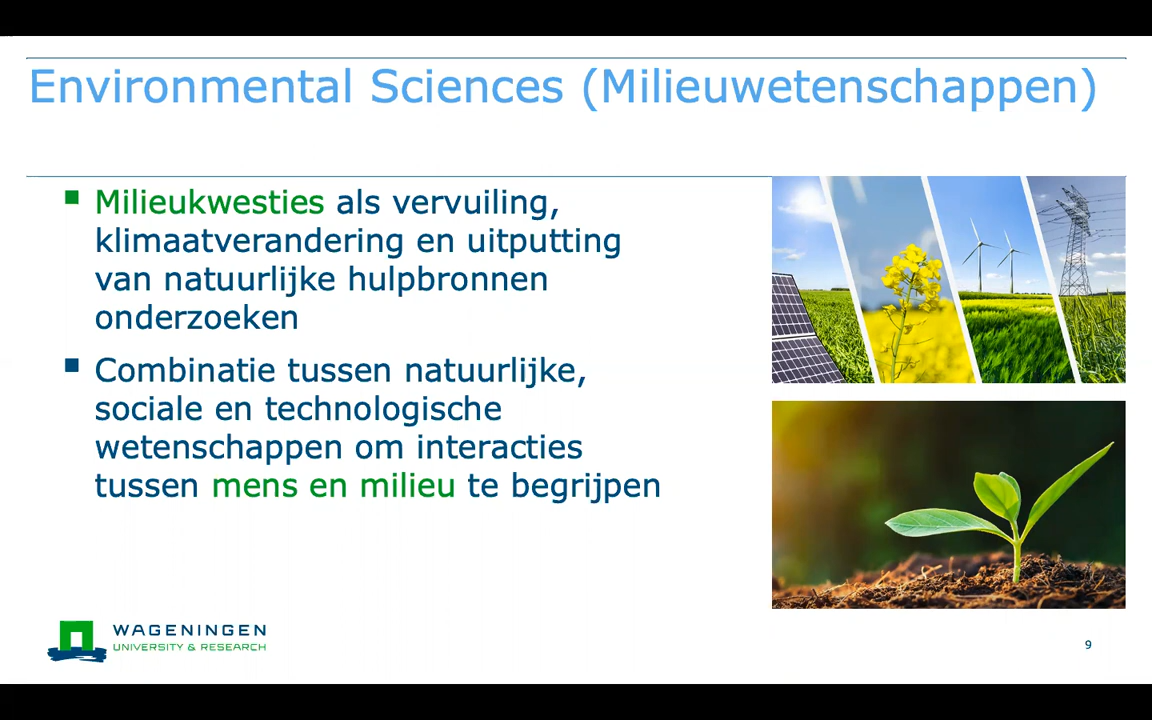 Environmental Sciences (Milieuwetenschappen)
Milieukwesties als vervuiling,
klimaatverandering en uitputting
van natuurlijke hulpbronnen
onderzoeken
Combinatie tussen natuurlijke,
sociale en technologische
wetenschappen om interacties
tussen mens en milieu te begrijpen
WAGENINGEN
UNIVERSITY & RESEARCH
9